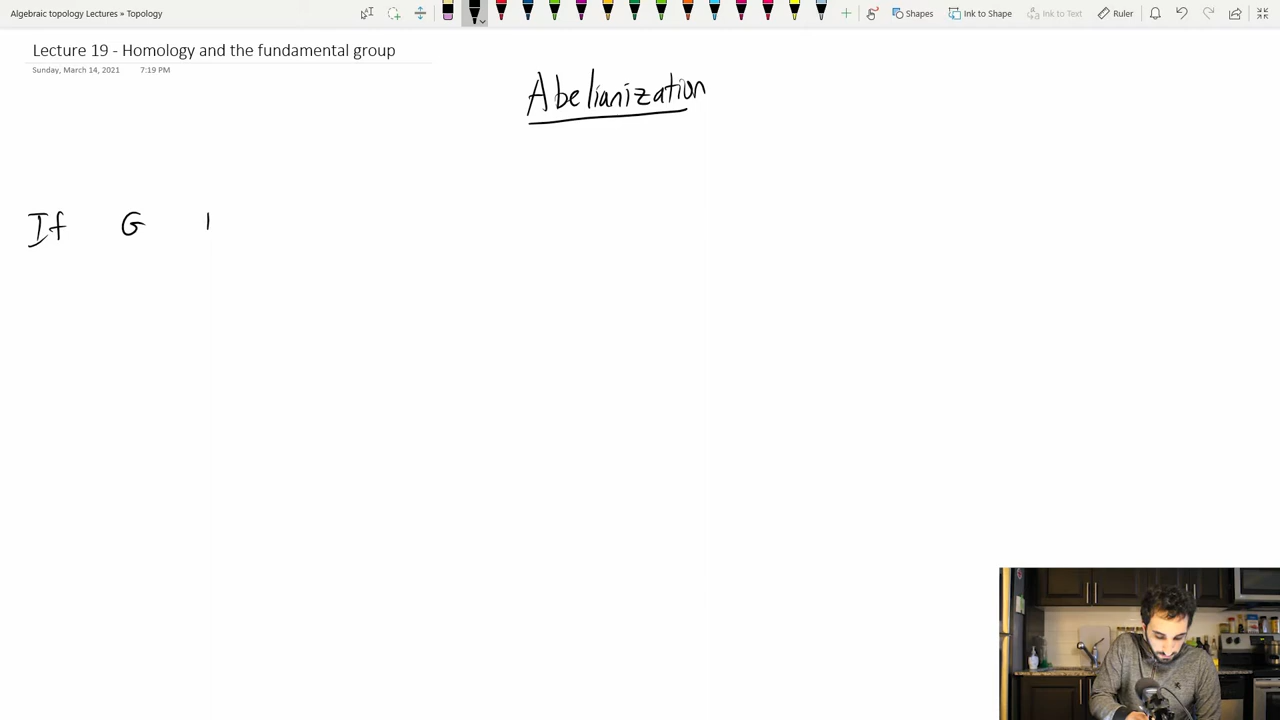 Algebraic topology Lectures - Topology
Shapes Ink to Shape Ink to Text Ruler
Lecture 19 - Homology and the fundamental group
Sunday, March 14, 2021 7:19 PM
Abelianization
If G I